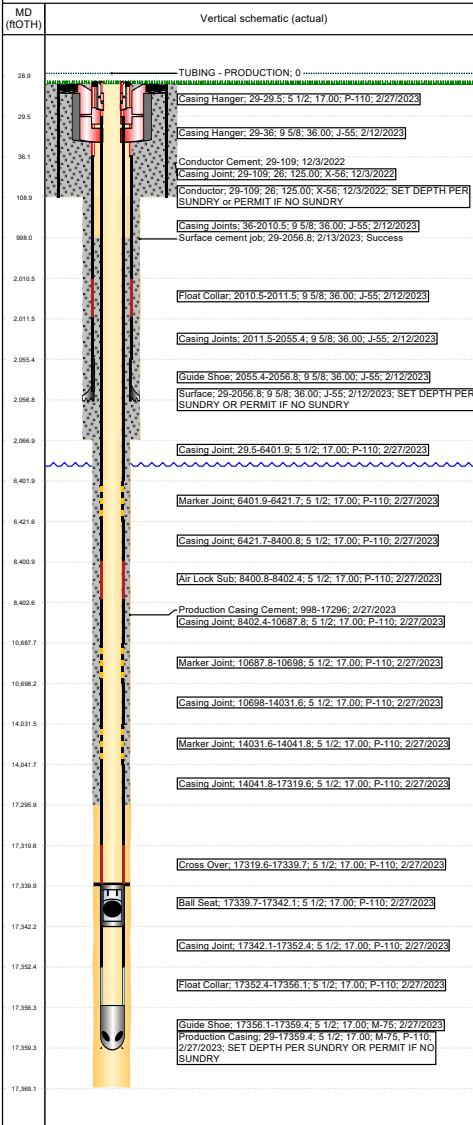 MD
(ftOTH)
Vertical schematic (actual)
28.9
TUBING - PRODUCTION; 0
Casing Hanger; 29-29.5; 5 1/2; 17.00; P-110; 2/27/2023
29.5
Casing Hanger; 29-36; 9 5/8; 36.00; J-55; 2/12/2023
36.1
Conductor Cement; 29-109; 12/3/2022
Casing Joint; 29-109; 26; 125.00; X-56; 12/3/2022
Conductor; 29-109; 26; 125.00; X-56; 12/3/2022; SET DEPTH PER
SUNDRY or PERMIT IF NO SUNDRY
108.9
Casing Joints; 36-2010.5; 9 5/8; 36.00; J-55; 2/12/2023
998.0
Surface cement job; 29-2056.8; 2/13/2023; Success
2,010.5
Float Collar; 2010.5-2011.5; 9 5/8; 36.00; J-55; 2/12/2023
2,011.5
Casing Joints; 2011.5-2055.4; 9 5/8; 36.00; J-55; 2/12/2023
2,055.4
Guide Shoe; 2055.4-2056.8; 9 5/8; 36.00; J-55; 2/12/2023
Surface; 29-2056.8; 9 5/8; 36.00; J-55; 2/12/2023; SET DEPTH PER
SUNDRY OR PERMIT IF NO SUNDRY
2,056.8
2,066.9
Casing Joint; 29.5-6401.9; 5 1/2; 17.00; P-110; 2/27/2023
6,401.9
Marker Joint; 6401.9-6421.7; 5 1/2; 17.00; P-110; 2/27/2023
6,421.6
Casing Joint; 6421.7-8400.8; 5 1/2; 17.00; P-110; 2/27/2023
8,400.9
Air Lock Sub; 8400.8-8402.4; 5 1/2; 17.00; P-110; 2/27/2023
8,402.6
Production Casing Cement; 998-17296; 2/27/2023
Casing Joint; 8402.4-10687.8; 5 1/2; 17.00; P-110; 2/27/2023
10,687.7
Marker Joint; 10687.8-10698; 5 1/2; 17.00; P-110; 2/27/2023
10,698.2
Casing Joint; 10698-14031.6; 5 1/2; 17.00; P-110; 2/27/2023
14,031.5
Marker Joint; 14031.6-14041.8; 5 1/2; 17.00; P-110; 2/27/2023
14,041.7
Casing Joint; 14041.8-17319.6; 5 1/2; 17.00; P-110; 2/27/2023
17,295.9
17,319.6
Cross Over; 17319.6-17339.7; 5 1/2; 17.00; P-110; 2/27/2023
17,339.9
Ball Seat; 17339.7-17342.1; 5 1/2; 17.00; P-110; 2/27/2023
17,342.2
Casing Joint; 17342.1-17352.4; 5 1/2; 17.00; P-110; 2/27/2023
17,352.4
Float Collar; 17352.4-17356.1; 5 1/2; 17.00; P-110; 2/27/2023
17,356.3
Guide Shoe; 17356.1-17359.4; 5 1/2; 17.00; M-75; 2/27/2023
Production Casing; 29-17359.4; 5 1/2; 17.00; M-75, P-110;
2/27/2023; SET DEPTH PER SUNDRY OR PERMIT IF NO
SUNDRY
17,359.3
17,369.1